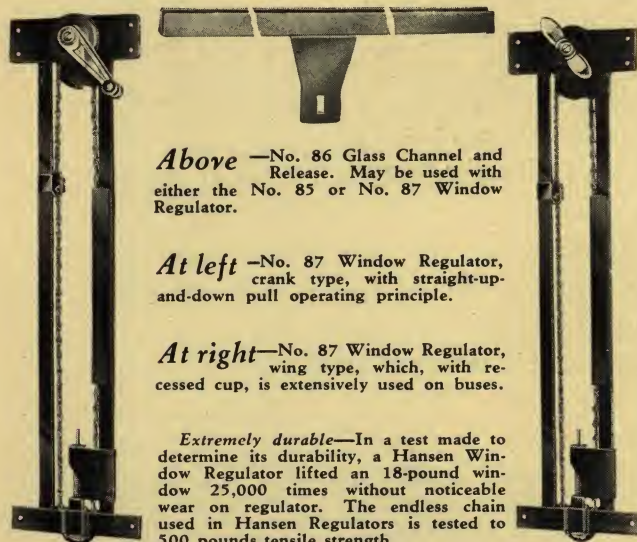 Above —No. 86 Glass Channel and
Release. May be used with
either the No. 85 or No. 87 Window
Regulator.
At left —No. 87 Window Regulator,
crank type, with straight-up-
and-down pull operating principle.
At right—No. 87 Window Regulator,
wing type, which, with re-
cessed cup, is extensively used on buses.
Extremely durable—In a test made to
determine its durability, a Hansen Win-
dow Regulator lifted an 18-pound win-
dow 25,000 times without noticeable
wear on regulator. The endless chain
used in Hansen Regulators is tested to
500 pounds tensile strength.